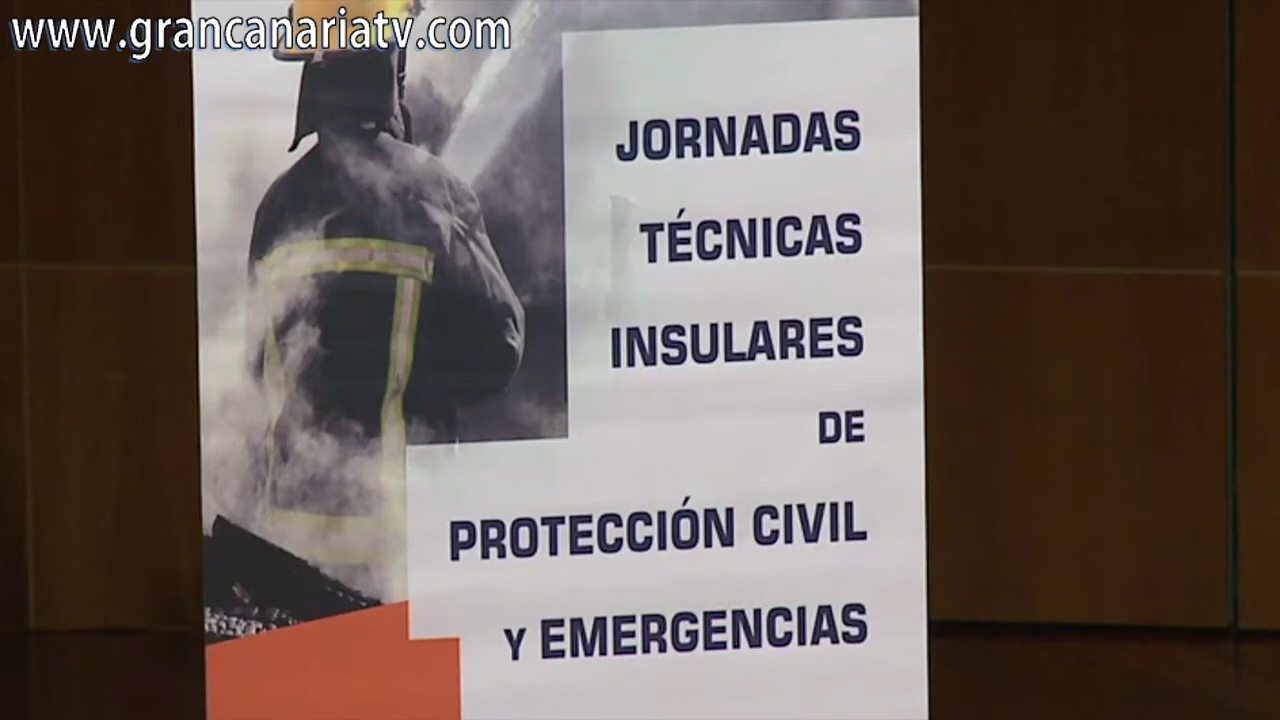 www.grancanariatv.com
JORNADAS
TÉCNICAS
INSULARES
DE
PROTECCIÓN CIVIL
Y EMERGENCIAS